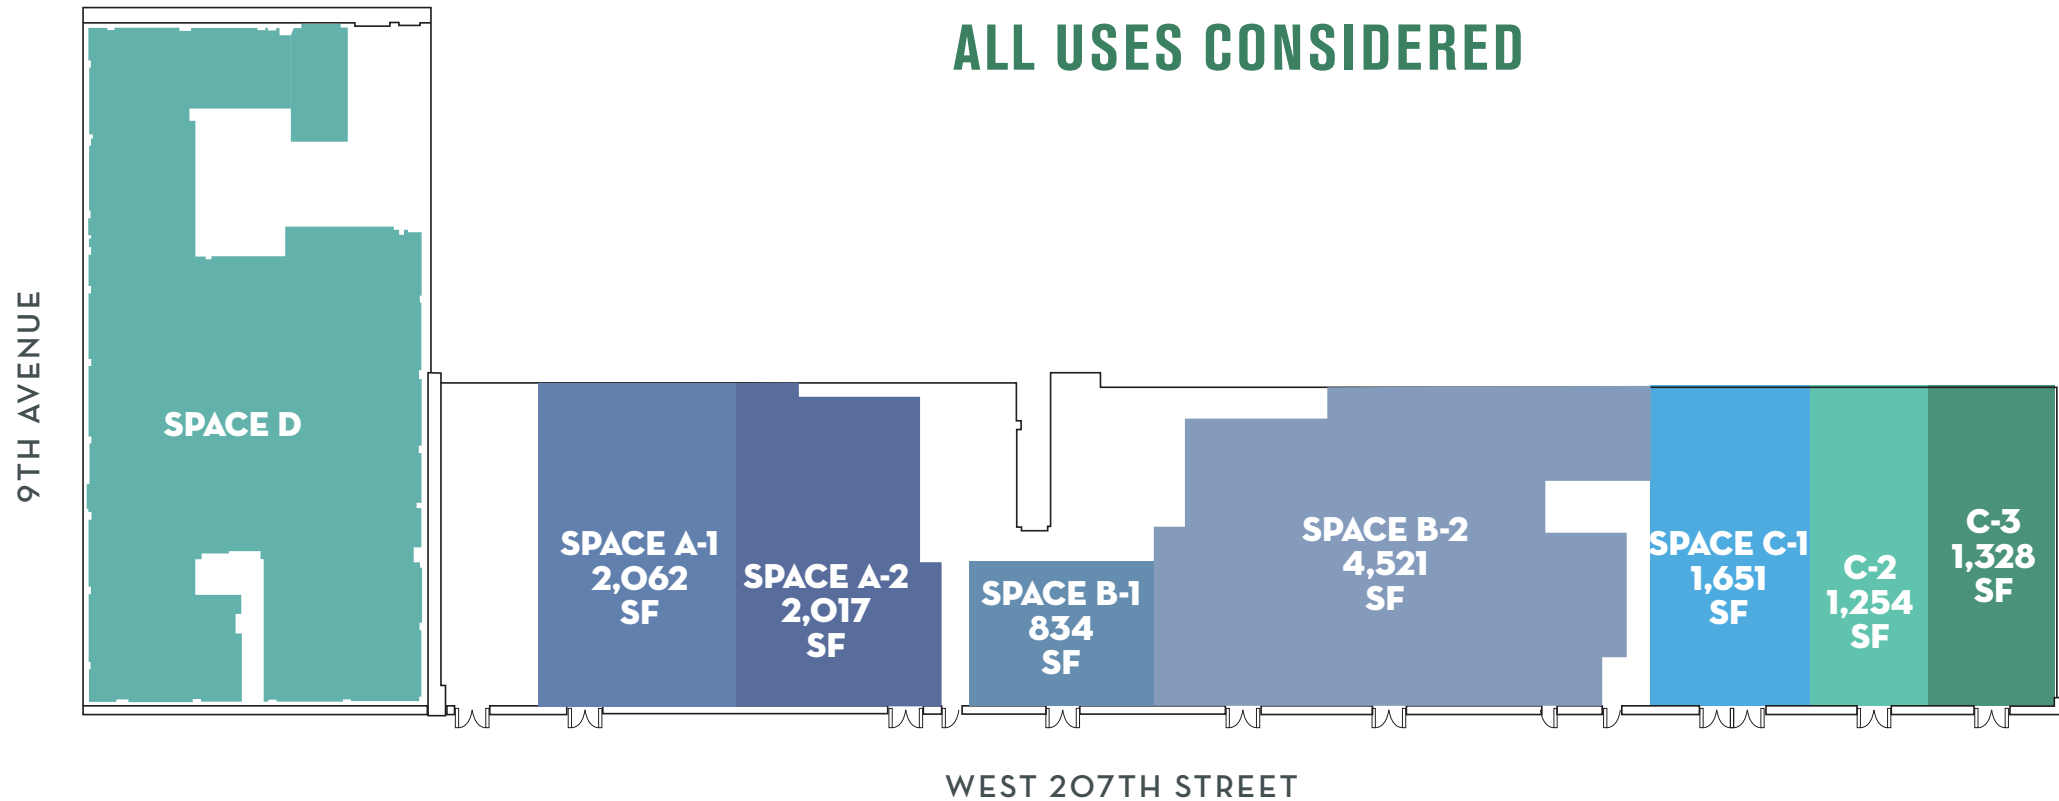 ALL USES CONSIDERED
9TH AVENUE
SPACE D
SPACE A-1
2,062
SF
SPACE A-2
2,017
SF
SPACE B-1
834
SF
SPACE B-2
4,521
SF
SPACE C-1
1,651
SF
C-2
1,254
SF
C-3
1,328
SF
WEST 207TH STREET